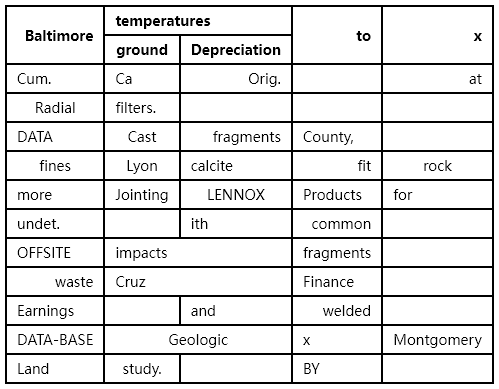 Baltimore temperatures to x
ground Depreciation
Cum. Ca Orig. at
Radial filters.
DATA Cast fragments County,
fines Lyon calcite fit rock
more Jointing LENNOX Products for
undet. ith common
OFFSITE impacts fragments
waste Cruz Finance
Earnings and welded
DATA-BASE Geologic x Montgomery
Land study. BY